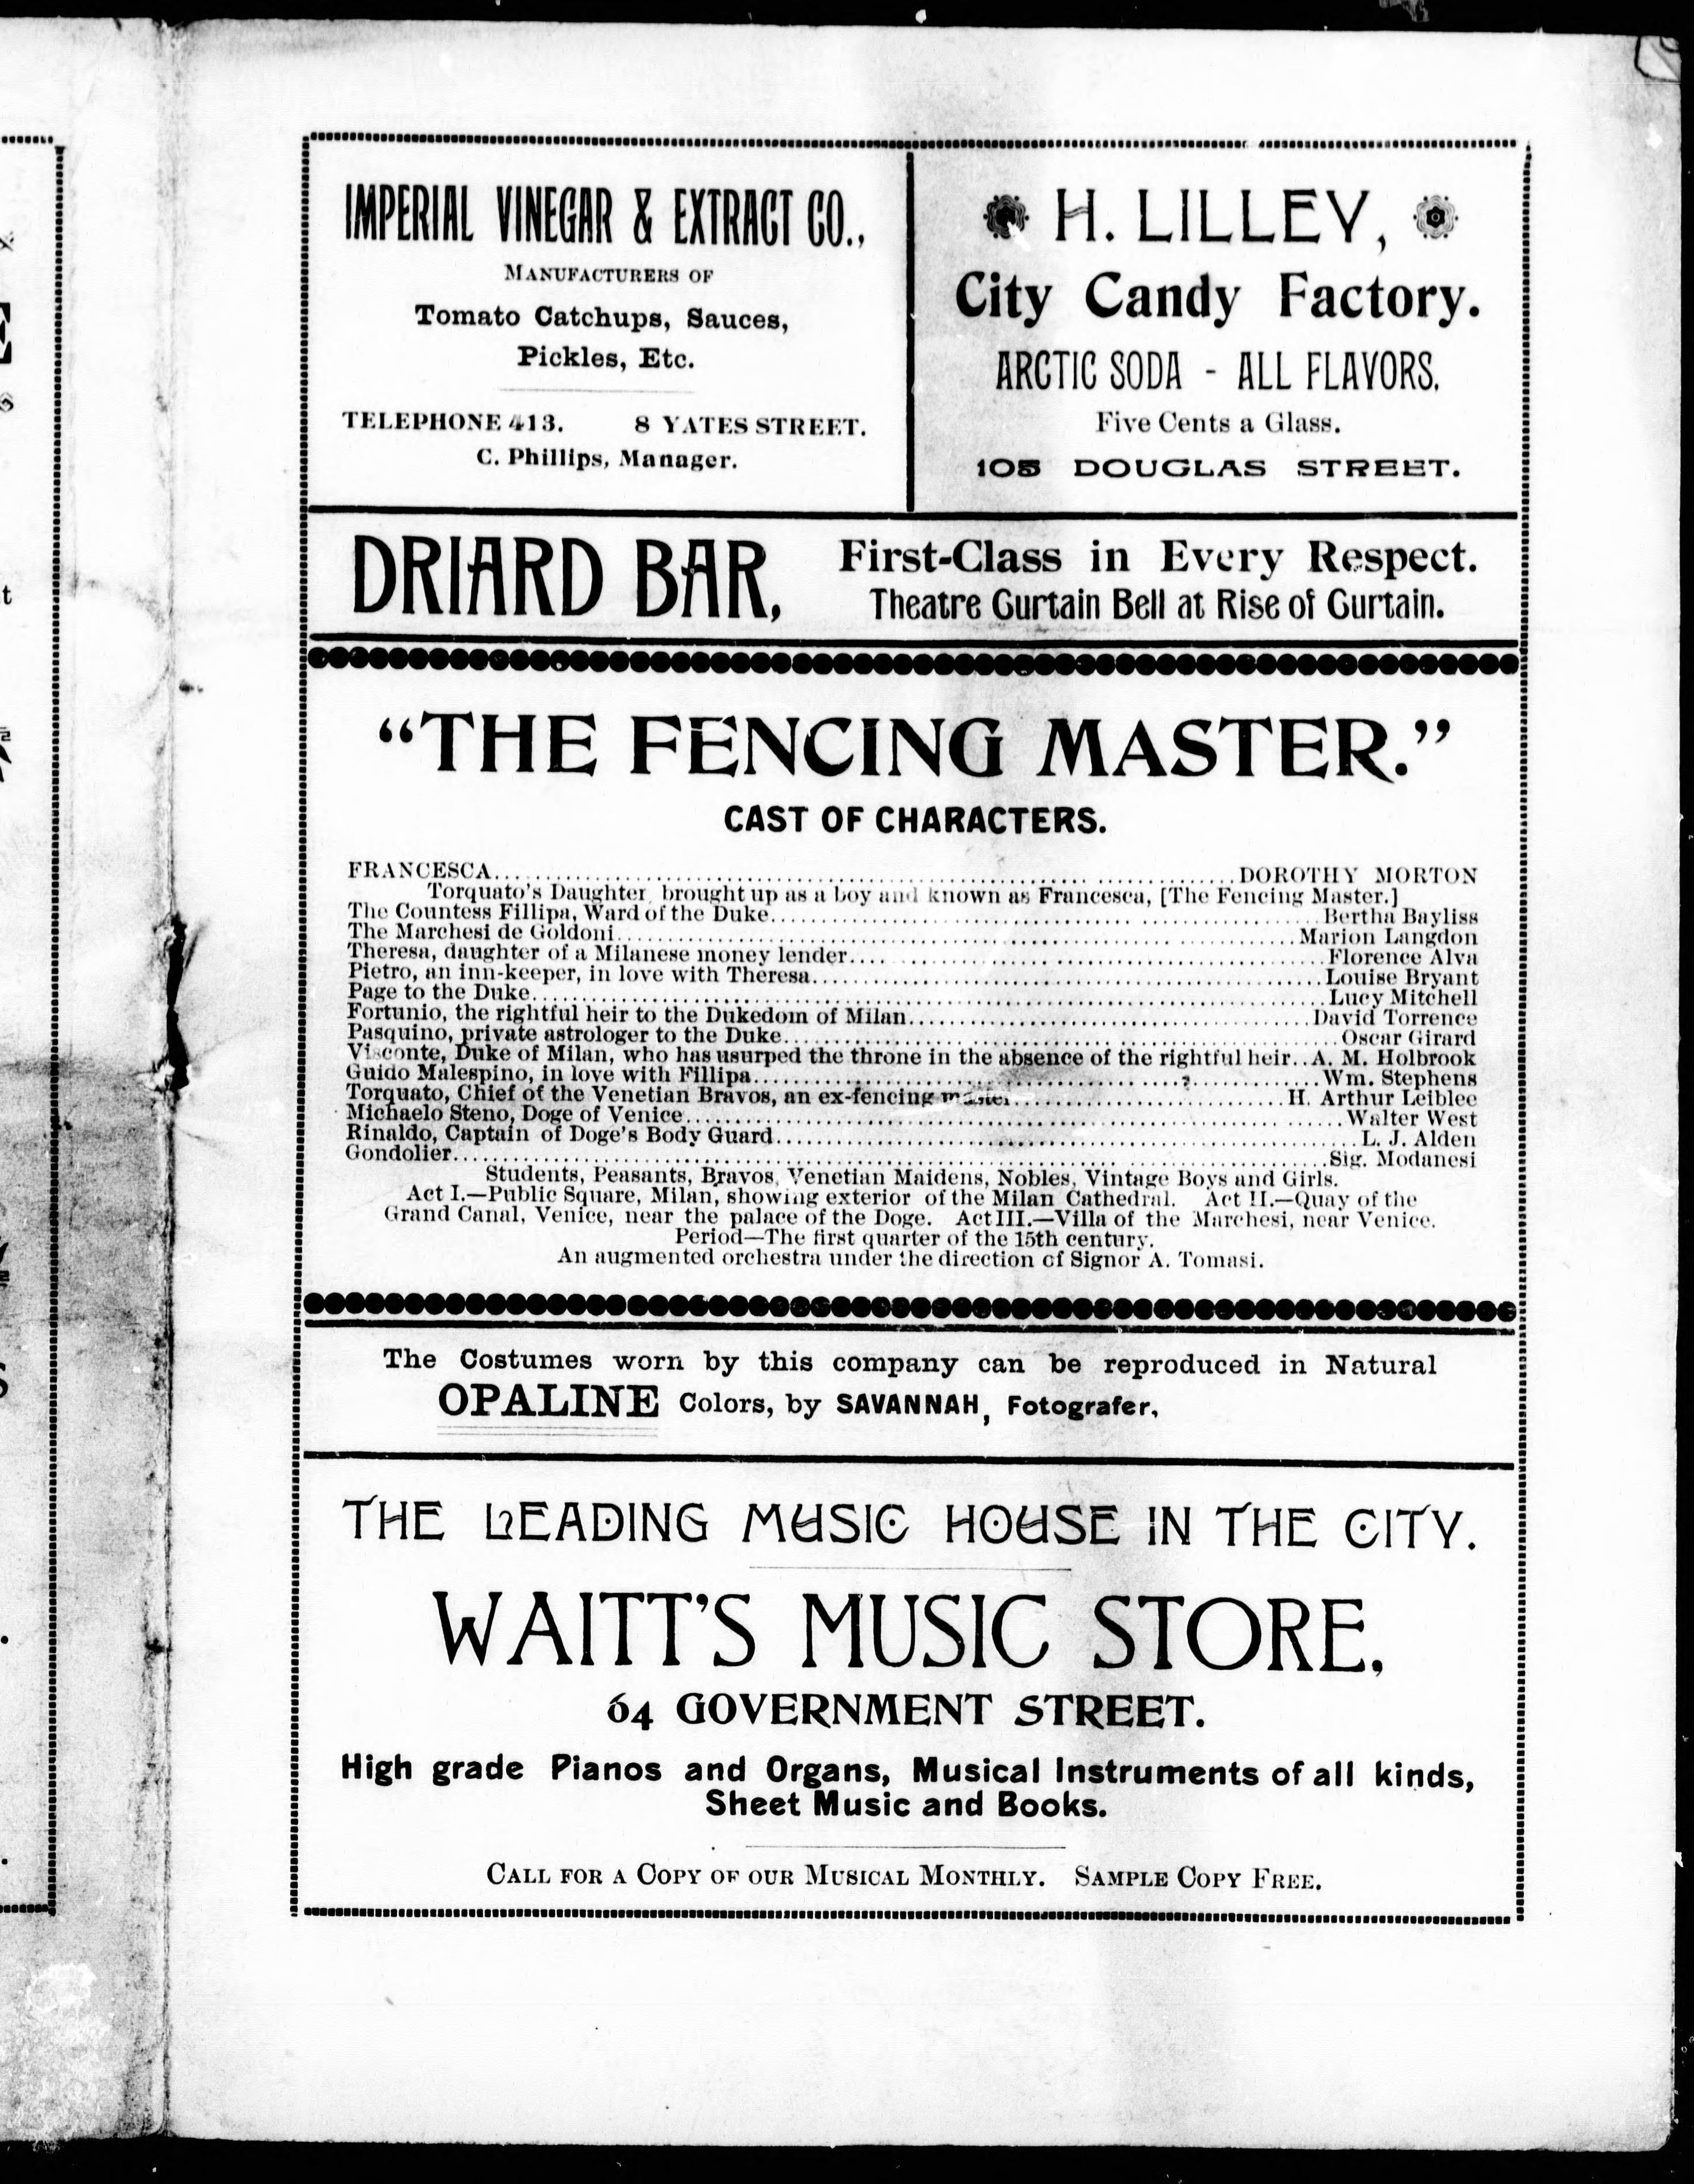 IMPERIAL VINEGAR & EXTRACT CO.,
MANUFACTURERS OF
Tomato Catchups, Sauces,
Pickles, Etc.
TELEPHONE 413. 8 YATES STREET.
C. Phillips, Manager.
H. LILLEY,
City Candy Factory.
ARCTIC SODA - ALL FLAVORS.
Five Cents a Glass.
105 DOUGLAS STREET.
DRIARD BAR,
First-Class in Every Respect.
Theatre Curtain Bell at Rise of Curtain.
"THE FENCING MASTER."
CAST OF CHARACTERS.
FRANCESCA.......DOROTHY MORTON
Torquato's Daughter, brought up as a boy and known as Francesca, [The Fencing Master.]
The Countess Fillipa, Ward of the Duke.......Bertha Bayliss
The Marchesi de Goldoni.......Marion Langdon
Theresa, daughter of a Milanese money lender.......Florence Alva
Pietro, an inn-keeper, in love with Theresa.......Louise Bryant
Page to the Duke.......Lucy Mitchell
Fortunio, the rightful heir to the Dukedom of Milan.......David Torrence
Pasquino, private astrologer to the Duke.......Oscar Girard
Visconte, Duke of Milan, who has usurped the throne in the absence of the rightful heir..A. M. Holbrook
Guido Malespino, in love with Fillipa.......Wm. Stephens
Torquato, Chief of the Venetian Bravos, an ex-fencing master.......H. Arthur Leiblee
Michaelo Steno, Doge of Venice.......Walter West
Rinaldo, Captain of Doge's Body Guard.......L. J. Alden
Gondolier.......Sig. Modanesi
Students, Peasants, Bravos, Venetian Maidens, Nobles, Vintage Boys and Girls.
Act I.—Public Square, Milan, showing exterior of the Milan Cathedral. Act II.—Quay of the
Grand Canal, Venice, near the palace of the Doge. Act III.—Villa of the Marchesi, near Venice.
Period—The first quarter of the 15th century.
An augmented orchestra under the direction of Signor A. Tomasi.
The Costumes worn by this company can be reproduced in Natural
OPALINE Colors, by SAVANNAH, Fotografer,
THE LEADING MUSIC HOUSE IN THE CITY.
WAITT'S MUSIC STORE,
64 GOVERNMENT STREET.
High grade Pianos and Organs, Musical Instruments of all kinds,
Sheet Music and Books.
CALL FOR A COPY OF OUR MUSICAL MONTHLY. SAMPLE COPY FREE.